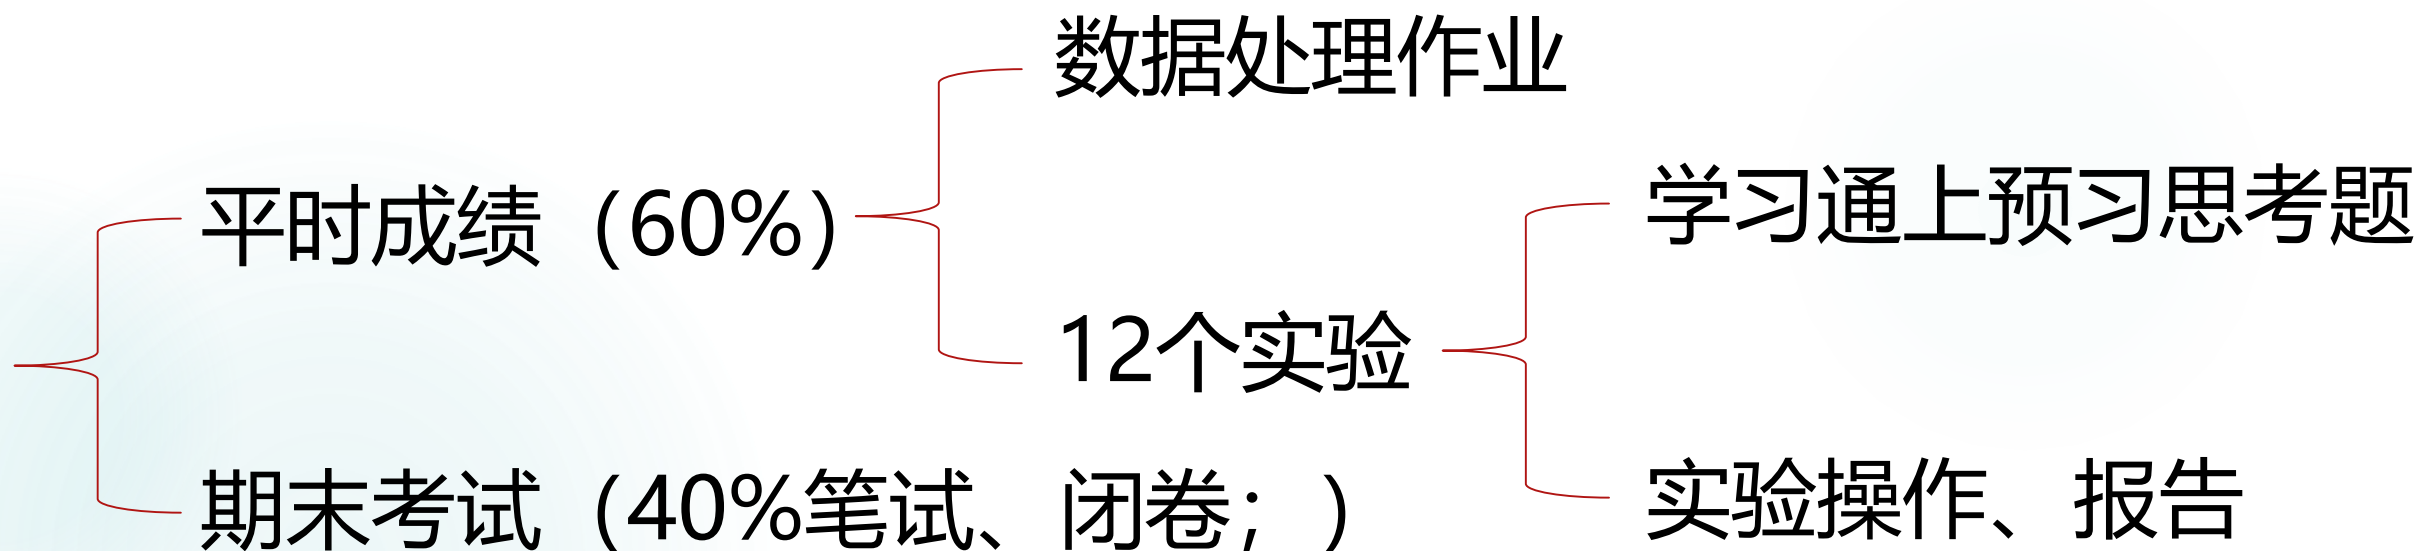 数据处理作业
学习通上预习思考题
平时成绩（60%）
12个实验
实验操作、报告
期末考试（40%笔试、闭卷；）